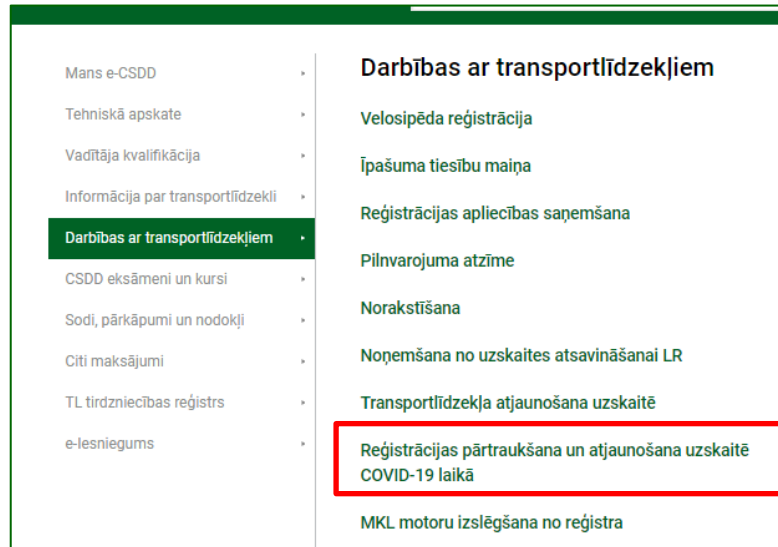 Mans e-CSDD
Tehniskā apskate
Vadītāja kvalifikācija
Informācija par transportlīdzekli
Darbības ar transportlīdzekļiem
CSDD eksāmeni un kursi
Sodi, pārkāpumi un nodokļi
Citi maksājumi
TL tirdzniecības reģistrs
e-Iesniegums
Darbības ar transportlīdzekļiem
Velosipēda reģistrācija
Īpašuma tiesību maiņa
Reģistrācijas apliecības saņemšana
Pilnvarojuma atzīme
Norakstīšana
Noņemšana no uzskaites atsavināšanai LR
Transportlīdzekļa atjaunošana uzskaitē
Reģistrācijas pārtraukšana un atjaunošana uzskaitē
COVID-19 laikā
MKL motoru izslēgšana no reģistra